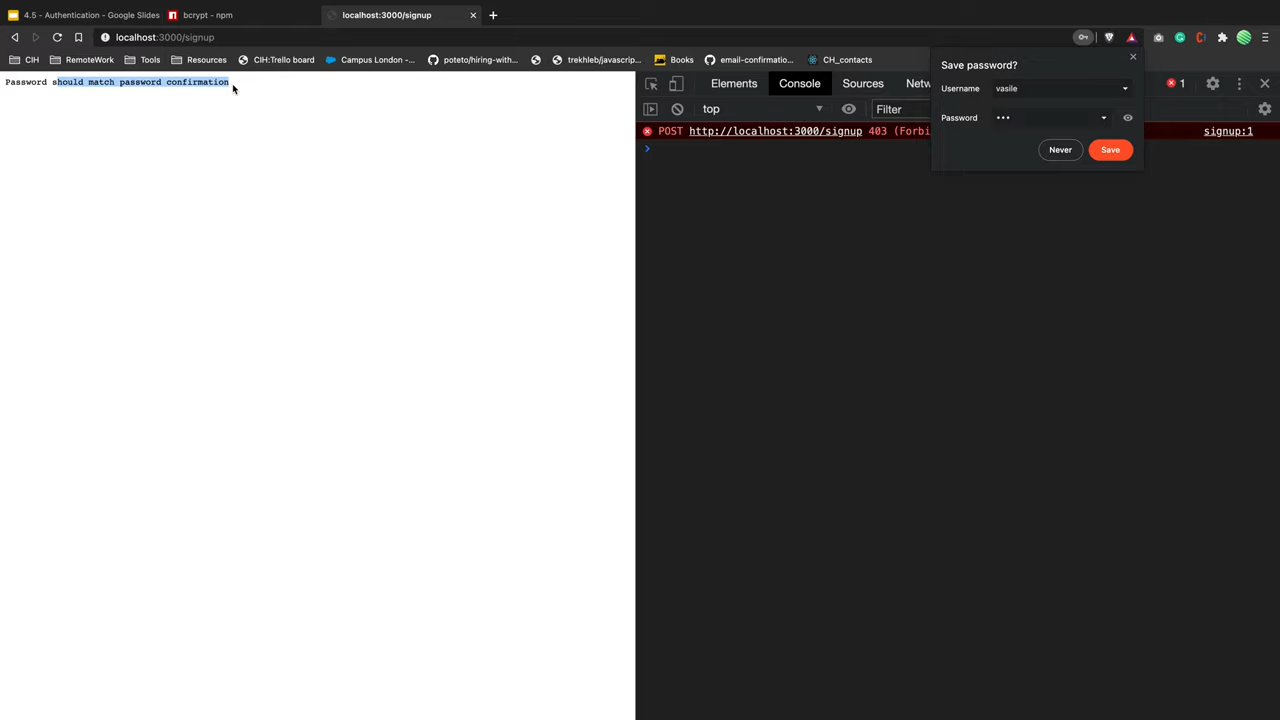 4.5 - Authentication - Google Slides
bcrypt - npm
localhost:3000/signup
localhost:3000/signup
CIH
RemoteWork
Tools
Resources
CIH:Trello board
Campus London -...
poteto/hiring-with...
trekhleb/javascrip...
Books
email-confirmatio...
CH_contacts
Password should match password confirmation
Elements
Console
Sources
Netw
1
top
Filter
POST http://localhost:3000/signup 403 (Forbi
signup:1
Save password?
Username
vasile
Password
•••
Never
Save